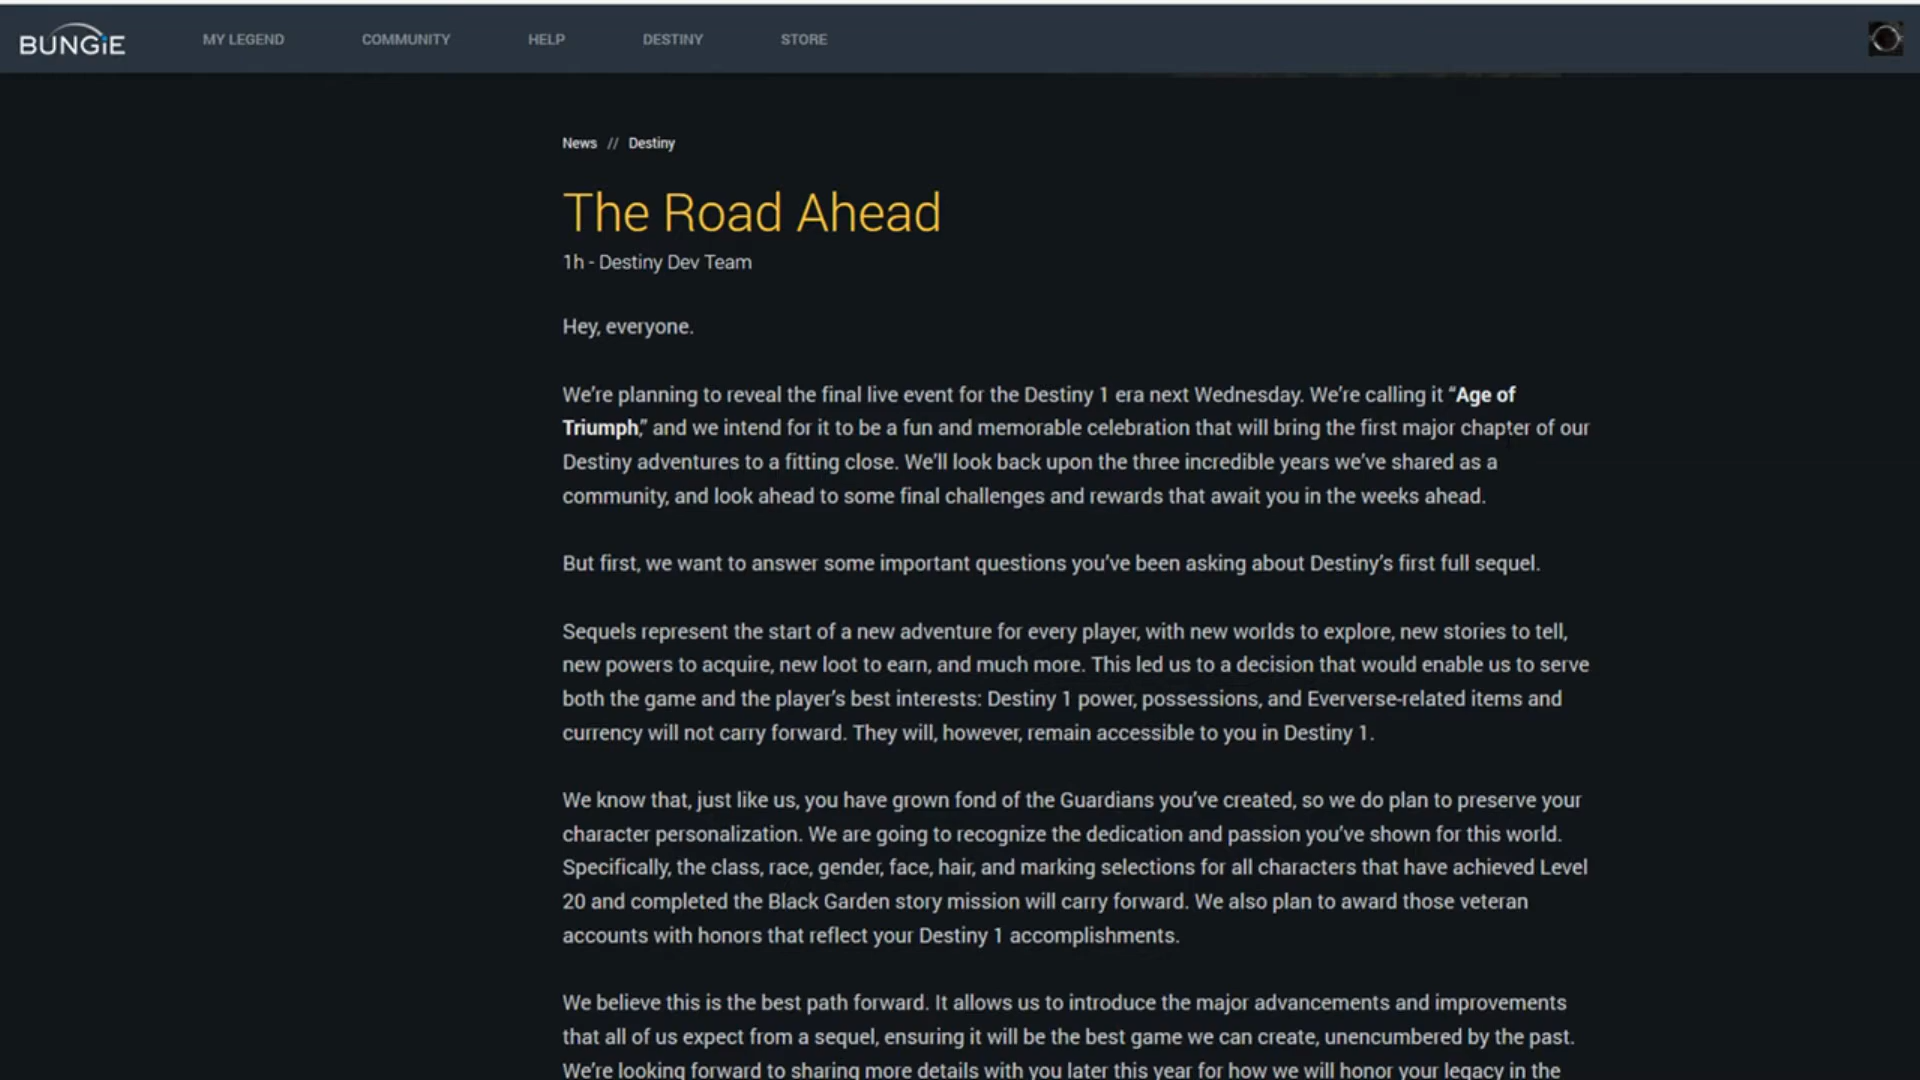 BUNGiE MY LEGEND COMMUNITY HELP DESTINY STORE
News // Destiny
The Road Ahead
1h - Destiny Dev Team
Hey, everyone.
We’re planning to reveal the final live event for the Destiny 1 era next Wednesday. We’re calling it “Age of
Triumph,” and we intend for it to be a fun and memorable celebration that will bring the first major chapter of our
Destiny adventures to a fitting close. We’ll look back upon the three incredible years we’ve shared as a
community, and look ahead to some final challenges and rewards that await you in the weeks ahead.
But first, we want to answer some important questions you’ve been asking about Destiny’s first full sequel.
Sequels represent the start of a new adventure for every player, with new worlds to explore, new stories to tell,
new powers to acquire, new loot to earn, and much more. This led us to a decision that would enable us to serve
both the game and the player’s best interests: Destiny 1 power, possessions, and Eververse-related items and
currency will not carry forward. They will, however, remain accessible to you in Destiny 1.
We know that, just like us, you have grown fond of the Guardians you’ve created, so we do plan to preserve your
character personalization. We are going to recognize the dedication and passion you’ve shown for this world.
Specifically, the class, race, gender, face, hair, and marking selections for all characters that have achieved Level
20 and completed the Black Garden story mission will carry forward. We also plan to award those veteran
accounts with honors that reflect your Destiny 1 accomplishments.
We believe this is the best path forward. It allows us to introduce the major advancements and improvements
that all of us expect from a sequel, ensuring it will be the best game we can create, unencumbered by the past.
We’re looking forward to sharing more details with you later this year for how we will honor your legacy in the